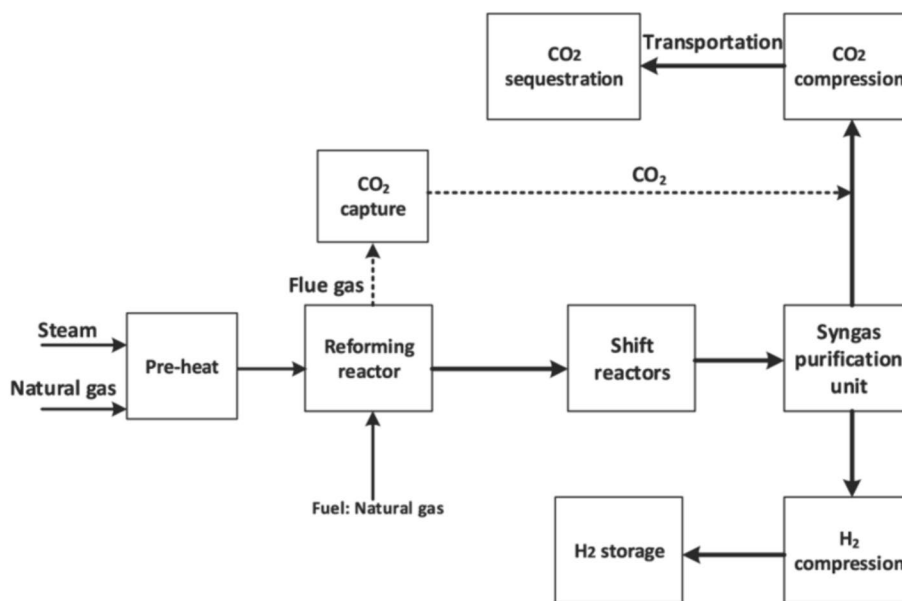 CO2
sequestration
Transportation
CO2
compression
CO₂
capture
CO₂
Flue gas
Steam
Natural gas
Pre-heat
Reforming
reactor
Shift
reactors
Syngas
purification
unit
Fuel: Natural gas
H2 storage
H₂
compression